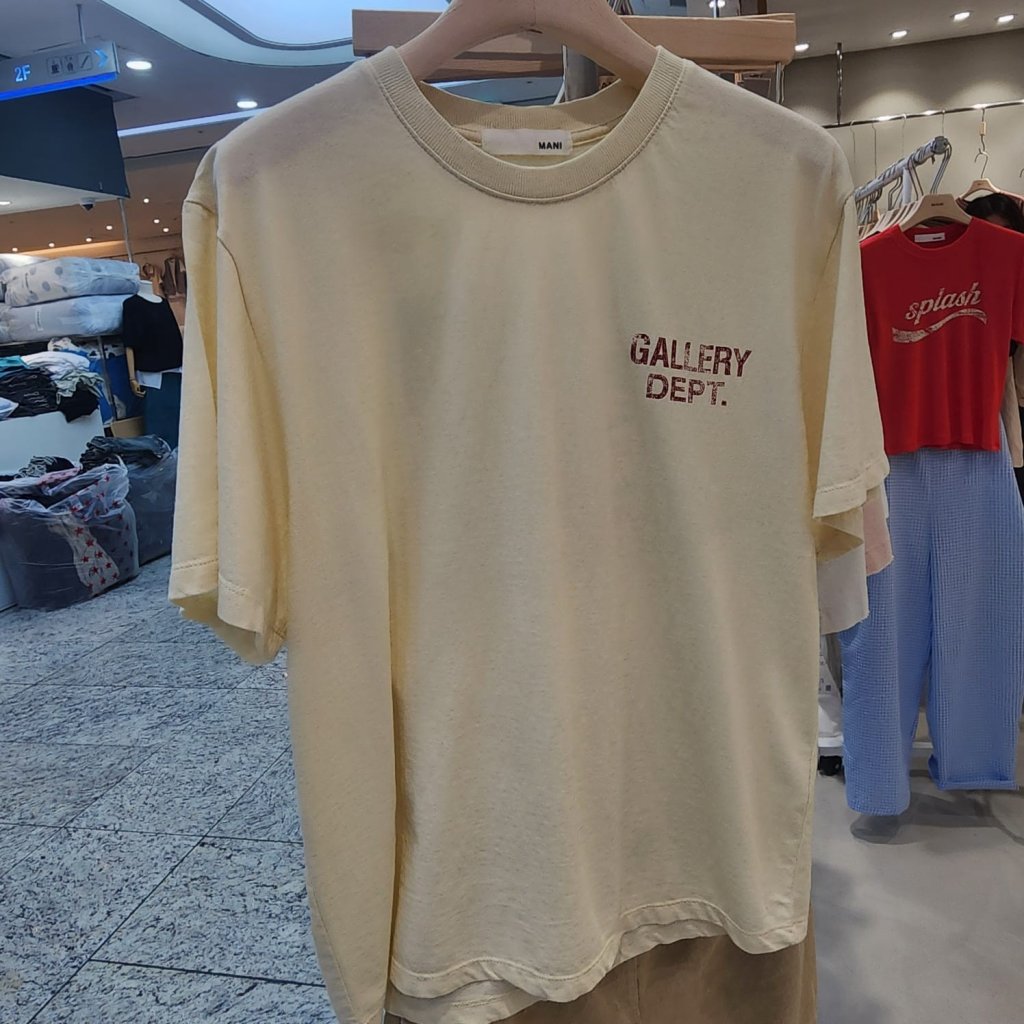 2F
MANI
GALLERY
DEPT.
splash